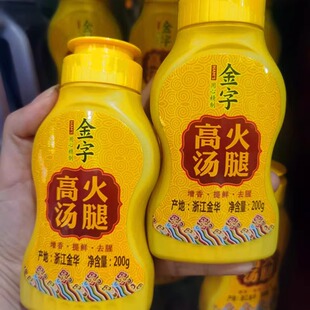 金字
火腿
高汤
增香·提鲜·去腥
产地:浙江金华 净含量:200g
金字
火腿
高汤
增香·提鲜·去腥
产地:浙江金华 净含量:200g